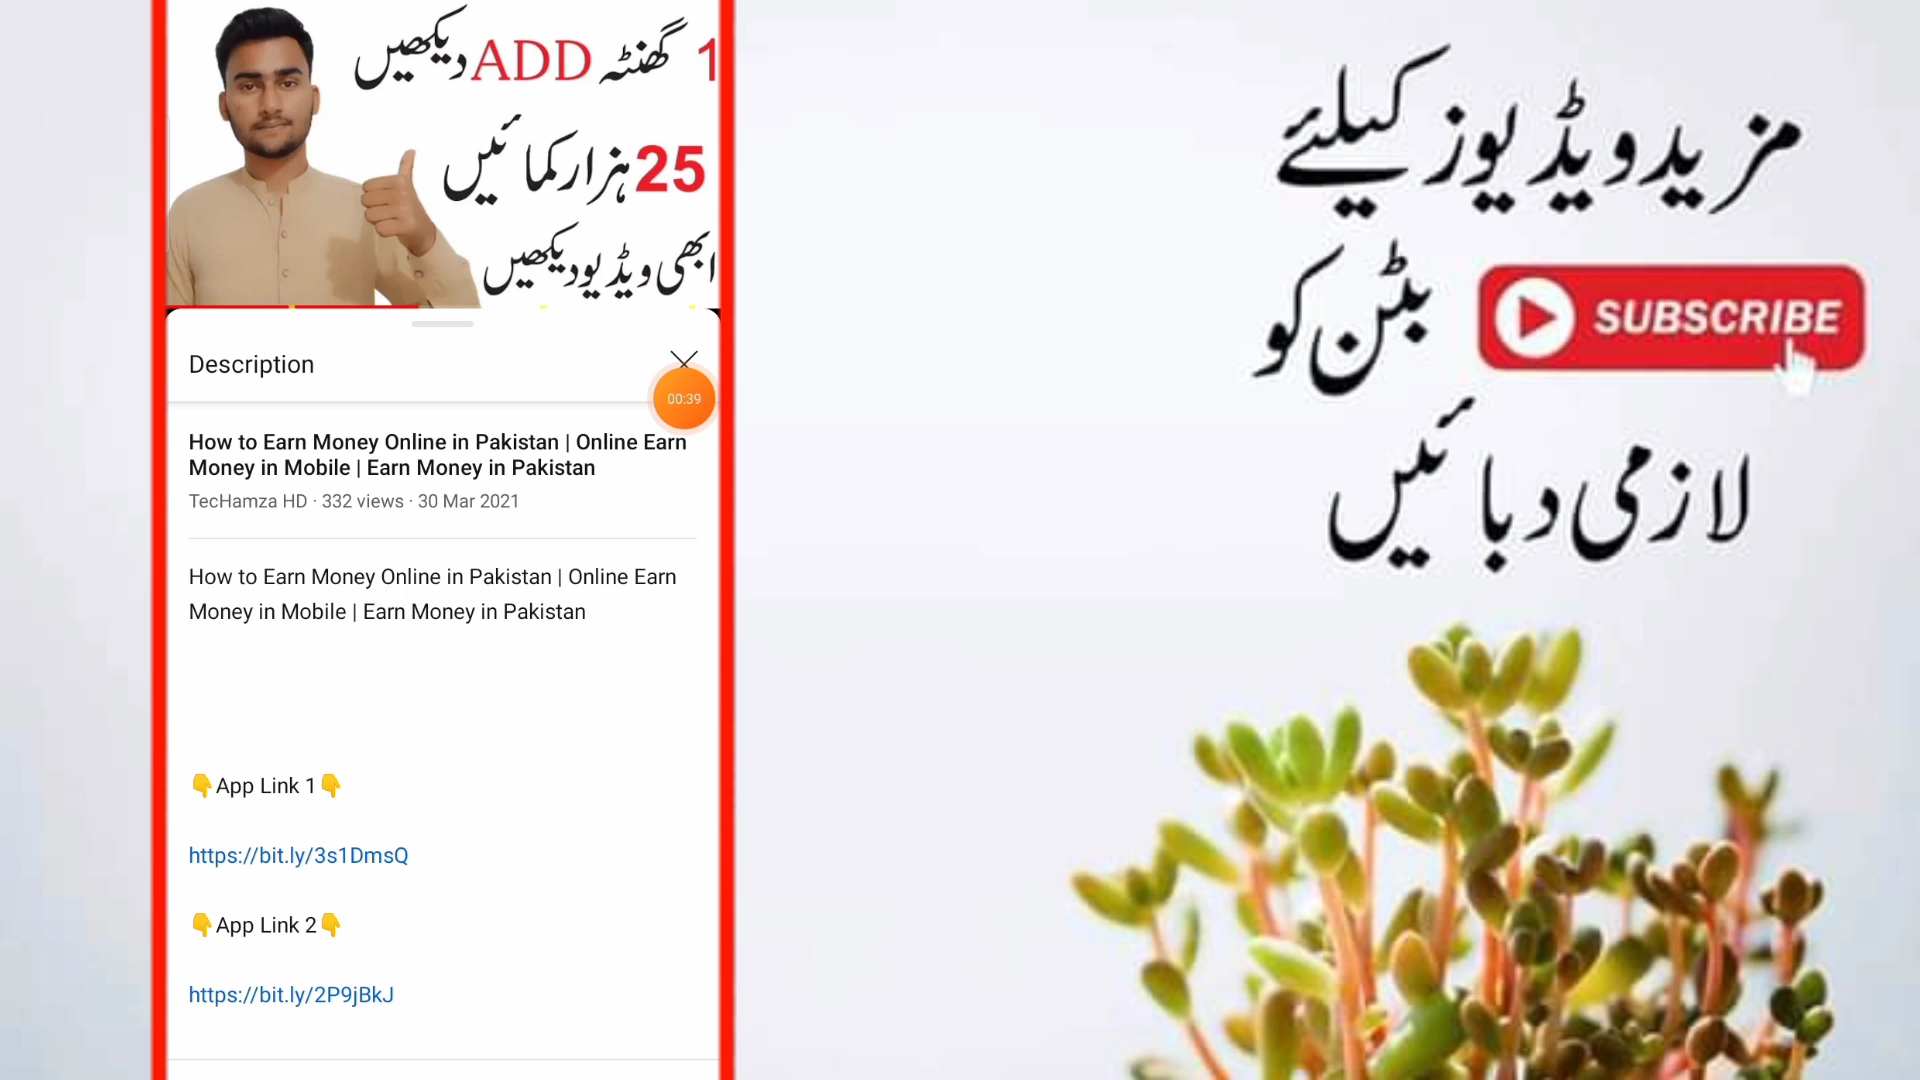 1 گھنٹہ ADD دیکھیں
25 ہزار کمائیں
ابھی ویڈیو دیکھیں
Description
00:39
How to Earn Money Online in Pakistan | Online Earn
Money in Mobile | Earn Money in Pakistan
TecHamza HD · 332 views · 30 Mar 2021
How to Earn Money Online in Pakistan | Online Earn
Money in Mobile | Earn Money in Pakistan
👇App Link 1👇
https://bit.ly/3s1DmsQ
👇App Link 2👇
https://bit.ly/2P9jBkJ
مزید ویڈیوز کیلئے
SUBSCRIBE بٹن کو
لازمی دبائیں